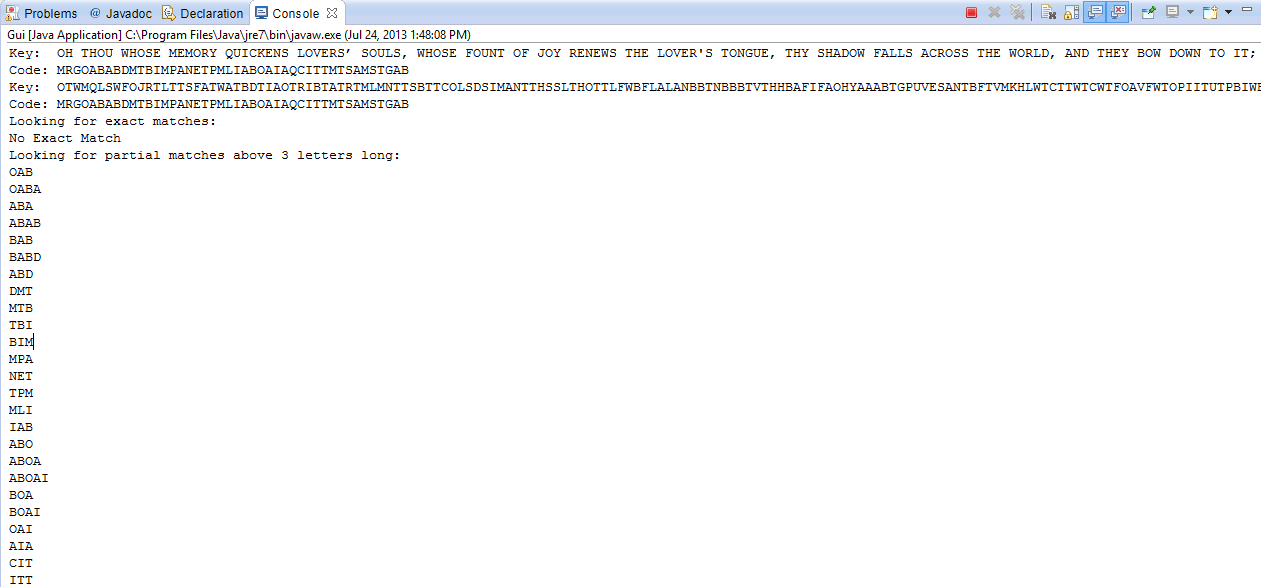 Problems @ Javadoc Declaration Console
Gui [Java Application] C:\Program Files\Java\jre7\bin\javaw.exe (Jul 24, 2013 1:48:08 PM)
Key:  OH THOU WHOSE MEMORY QUICKENS LOVERS’ SOULS, WHOSE FOUNT OF JOY RENEWS THE LOVER'S TONGUE, THY SHADOW FALLS ACROSS THE WORLD, AND THEY BOW DOWN TO IT;
Code: MRGOABABDMTBIMPANETPMLIABOAIAQCITTMTSAMSTGAB
Key:  OTWMQLSWFOJRTLTTSFATWATBDTIAOTRIBTATRTMLMNTTSBTTCOLSDSIMANTTHSSLTHOTTLFWBFLALANBBTNBBBTVTHHBAFIFAOHYAAABTGPUVESANTBFTVMKHLWTCTTWTCWTFOAVFWTOPIITUTPBIWE
Code: MRGOABABDMTBIMPANETPMLIABOAIAQCITTMTSAMSTGAB
Looking for exact matches:
No Exact Match
Looking for partial matches above 3 letters long:
OAB
OABA
ABA
ABAB
BAB
BABD
ABD
DMT
MTB
TBI
BIM
MPA
NET
TPM
MLI
IAB
ABO
ABOA
ABOAI
BOA
BOAI
OAI
AIA
CIT
ITT